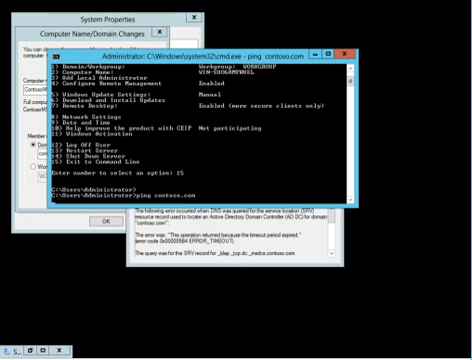 System Properties
Computer Name/Domain Changes
Administrator: C:\Windows\system32\cmd.exe - ping contoso.com
1) Domain/Workgroup: Workgroup: WORKGROUP
2) Computer Name:
3) Add Local Administrator
4) Configure Remote Management Enabled
5) Windows Update Settings: Manual
6) Download and Install Updates
7) Remote Desktop: Enabled (more secure clients only)
8) Network Settings
9) Date and Time
10) Help improve the product with CEIP Not participating
11) Windows Activation
12) Log Off User
13) Restart Server
14) Shut Down Server
15) Exit to Command Line
Enter number to select an option: 15
C:\Users\Administrator>
C:\Users\Administrator>ping contoso.com
OK
The following error occurred when DNS was queried for the service location (SRV)
resource record used to locate an Active Directory Domain Controller (AD DC) for domain
"contoso.com":
The error was: "This operation returned because the timeout period expired."
(error code 0x000005B4 ERROR_TIMEOUT)
The query was for the SRV record for _ldap._tcp.dc._msdcs.contoso.com
S...